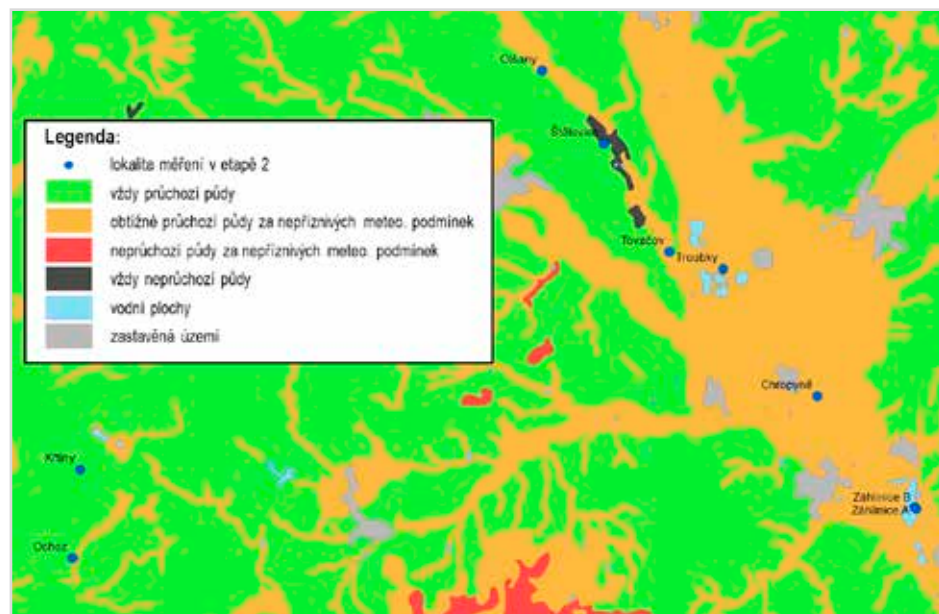 Olšany
Legenda:
lokalita měření v etapě 2
vždy průchozí půdy
obtížně průchozí půdy za nepříznivých meteo. podmínek
neprůchozí půdy za nepříznivých meteo. podmínek
vždy neprůchozí půdy
vodní plochy
zastavěná území
Tovačov
Troubky
Chropyně
Křtiny
Záhlinice B
Záhlinice A
Ochoz